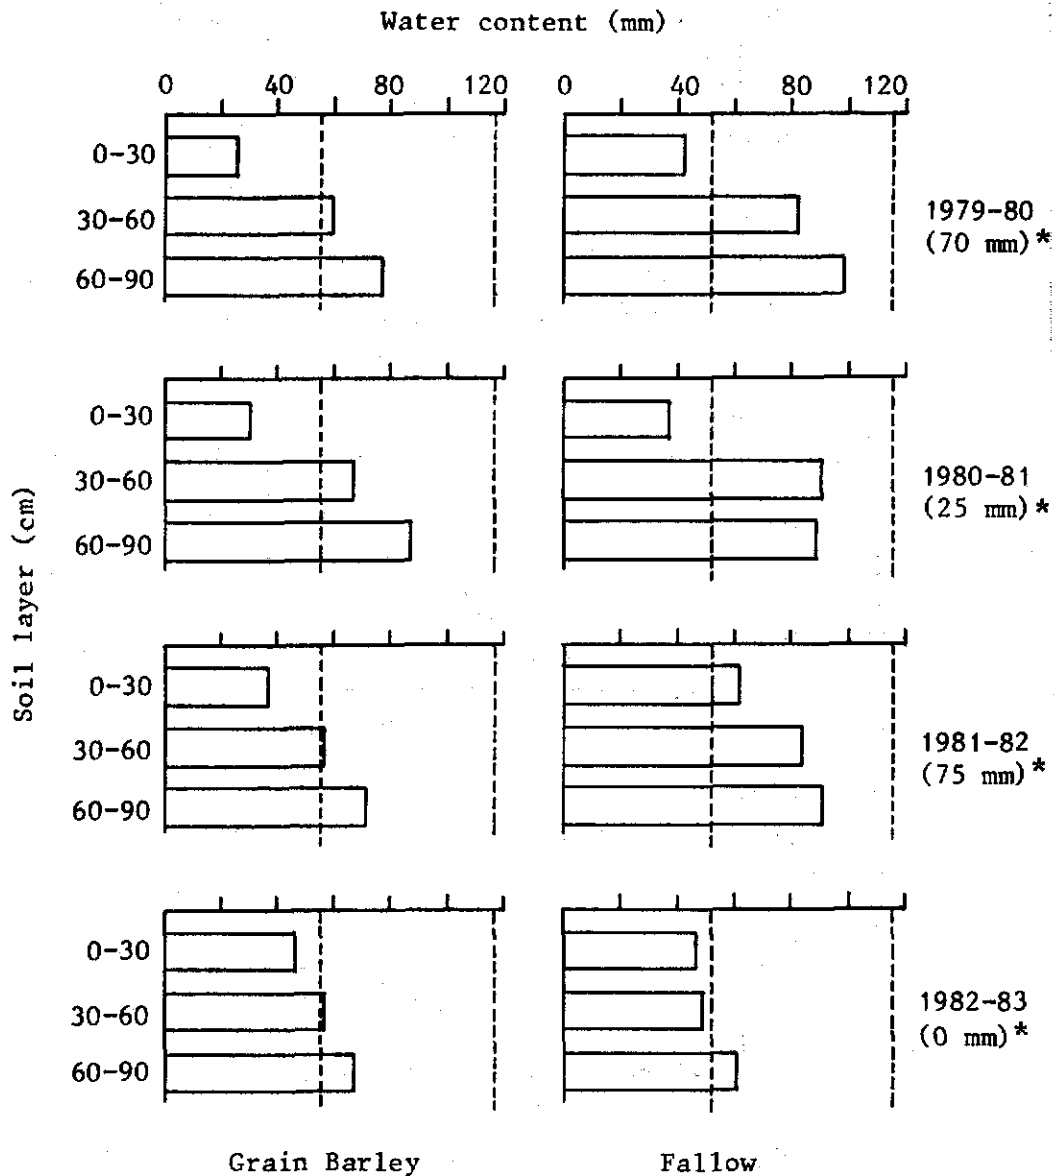 Water content (mm)
0 40 80 120 0 40 80 120
0-30
30-60
60-90
1979-80
(70 mm)*
0-30
30-60
60-90
1980-81
(25 mm)*
Soil layer (cm)
0-30
30-60
60-90
1981-82
(75 mm)*
0-30
30-60
60-90
1982-83
(0 mm)*
Grain Barley Fallow